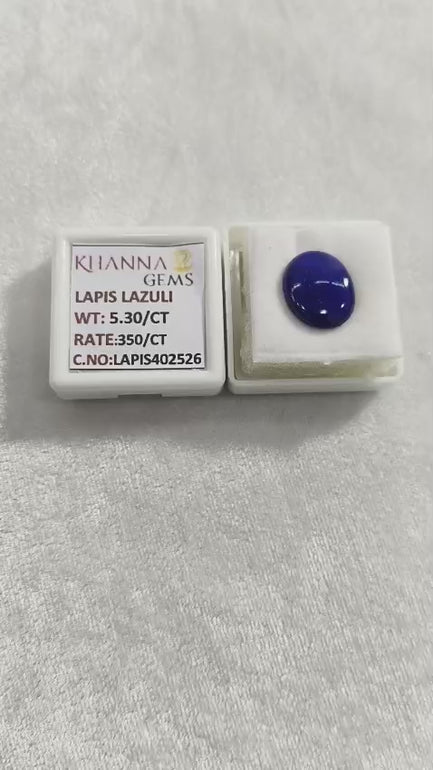 KHANNA
GEMS
LAPIS LAZULI
WT: 5.30/CT
RATE:350/CT
C.NO:LAPIS402526